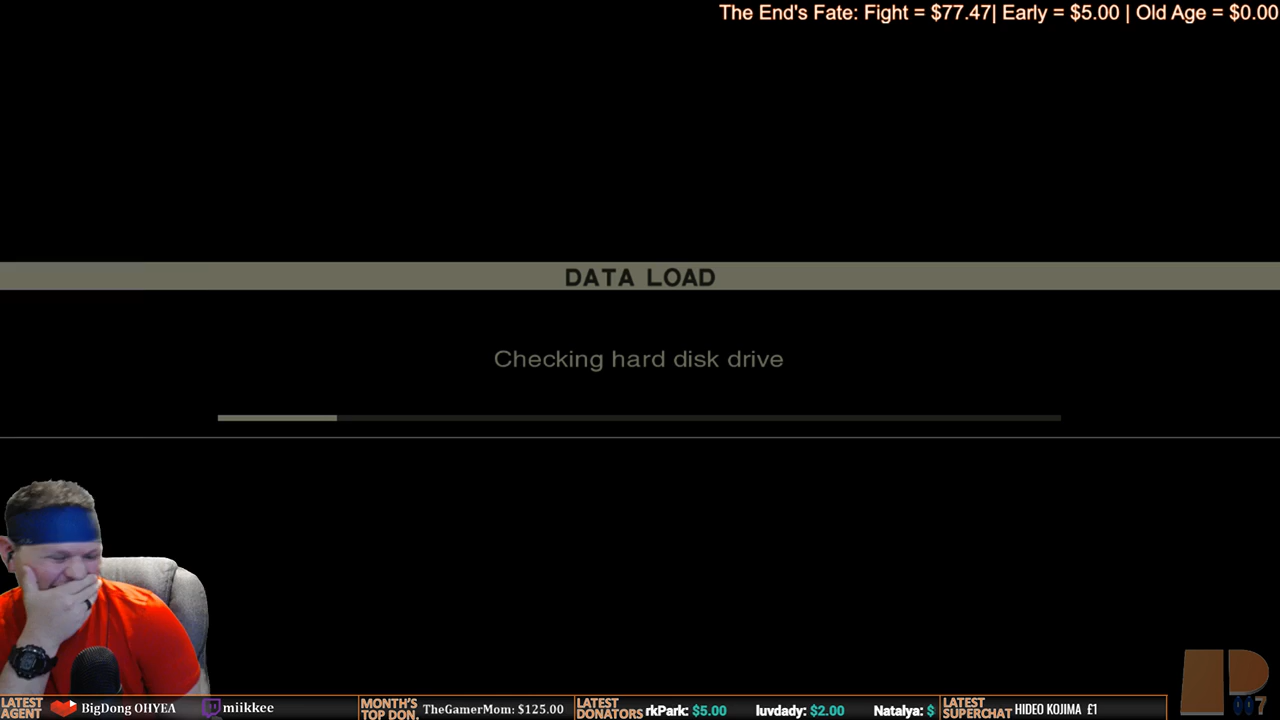 The End's Fate: Fight = $77.47| Early = $5.00 | Old Age = $0.00
DATA LOAD
Checking hard disk drive
LATEST AGENT BigDong OHYEA miikkee
MONTH'S TOP DON. TheGamerMom: $125.00
LATEST DONATORS rkPark: $5.00 luvdady: $2.00 Natalya: $
LATEST SUPERCHAT HIDEO KOJIMA £1
P
007